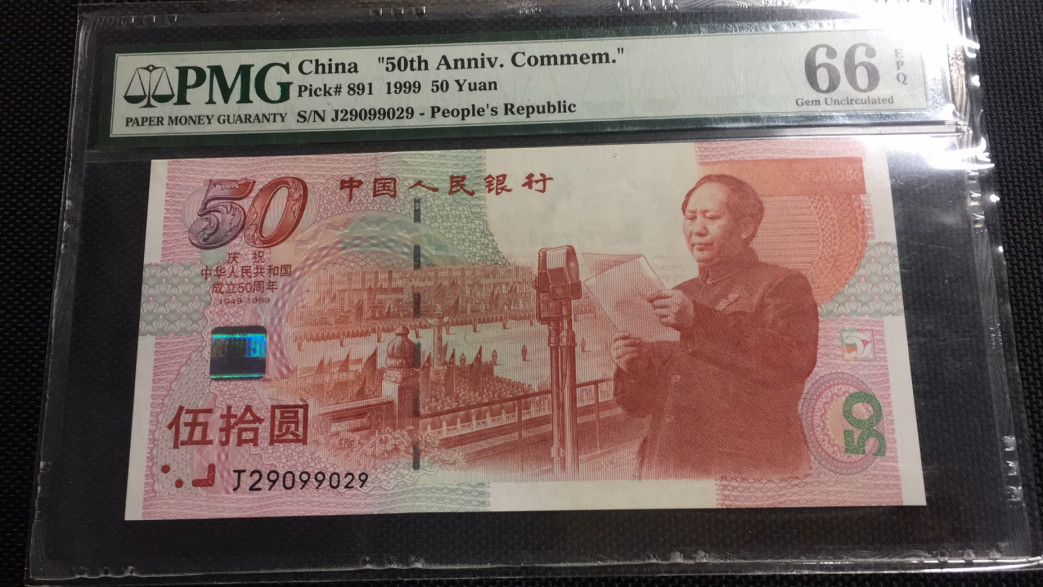 PMG
PAPER MONEY GUARANTY
China "50th Anniv. Commem."
Pick# 891 1999 50 Yuan
S/N J29099029 - People's Republic
66 EPQ
Gem Uncirculated
50
中国人民银行
庆祝
中华人民共和国
成立50周年
1949-1999
伍拾圆
J29099029
50